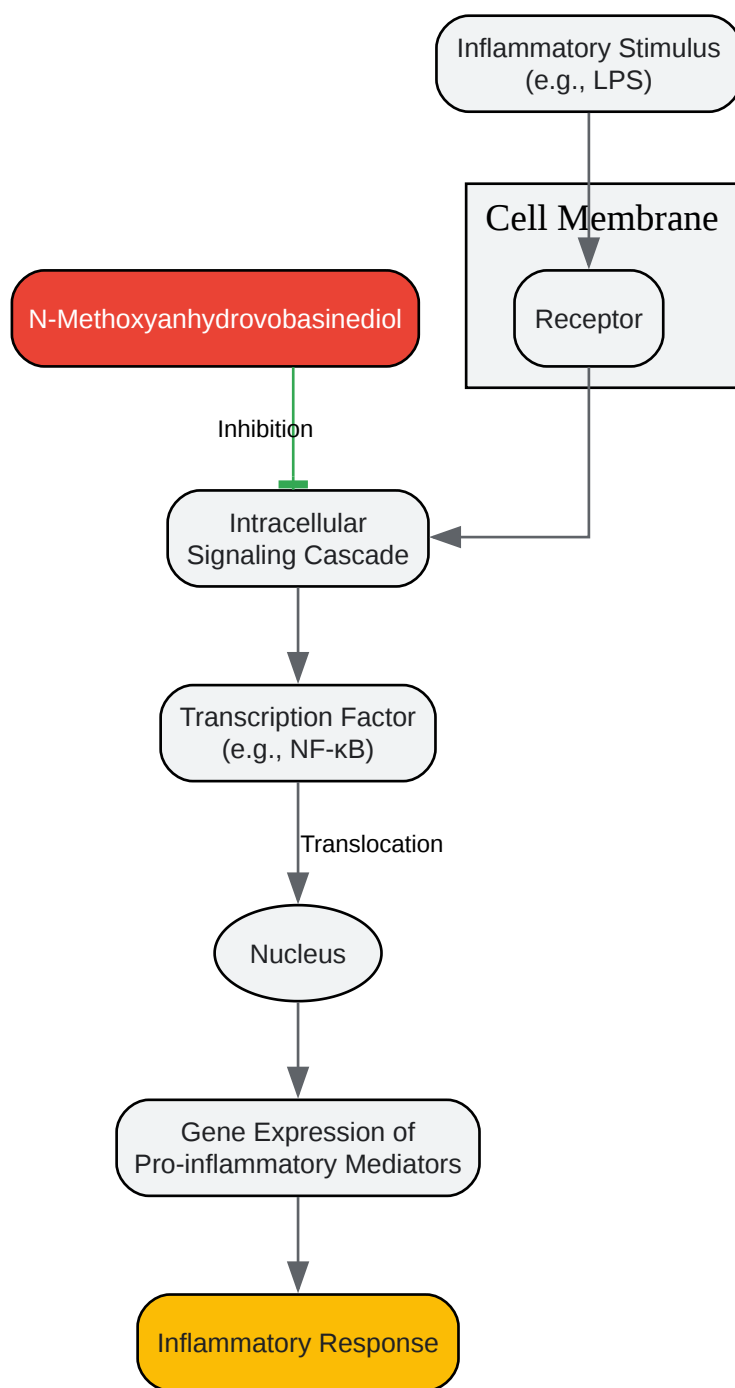 Inflammatory Stimulus
(e.g., LPS)
Cell Membrane
Receptor
N-Methoxyanhydrovobasinediol
Inhibition
Intracellular
Signaling Cascade
Transcription Factor
(e.g., NF-κB)
Translocation
Nucleus
Gene Expression of
Pro-inflammatory Mediators
Inflammatory Response